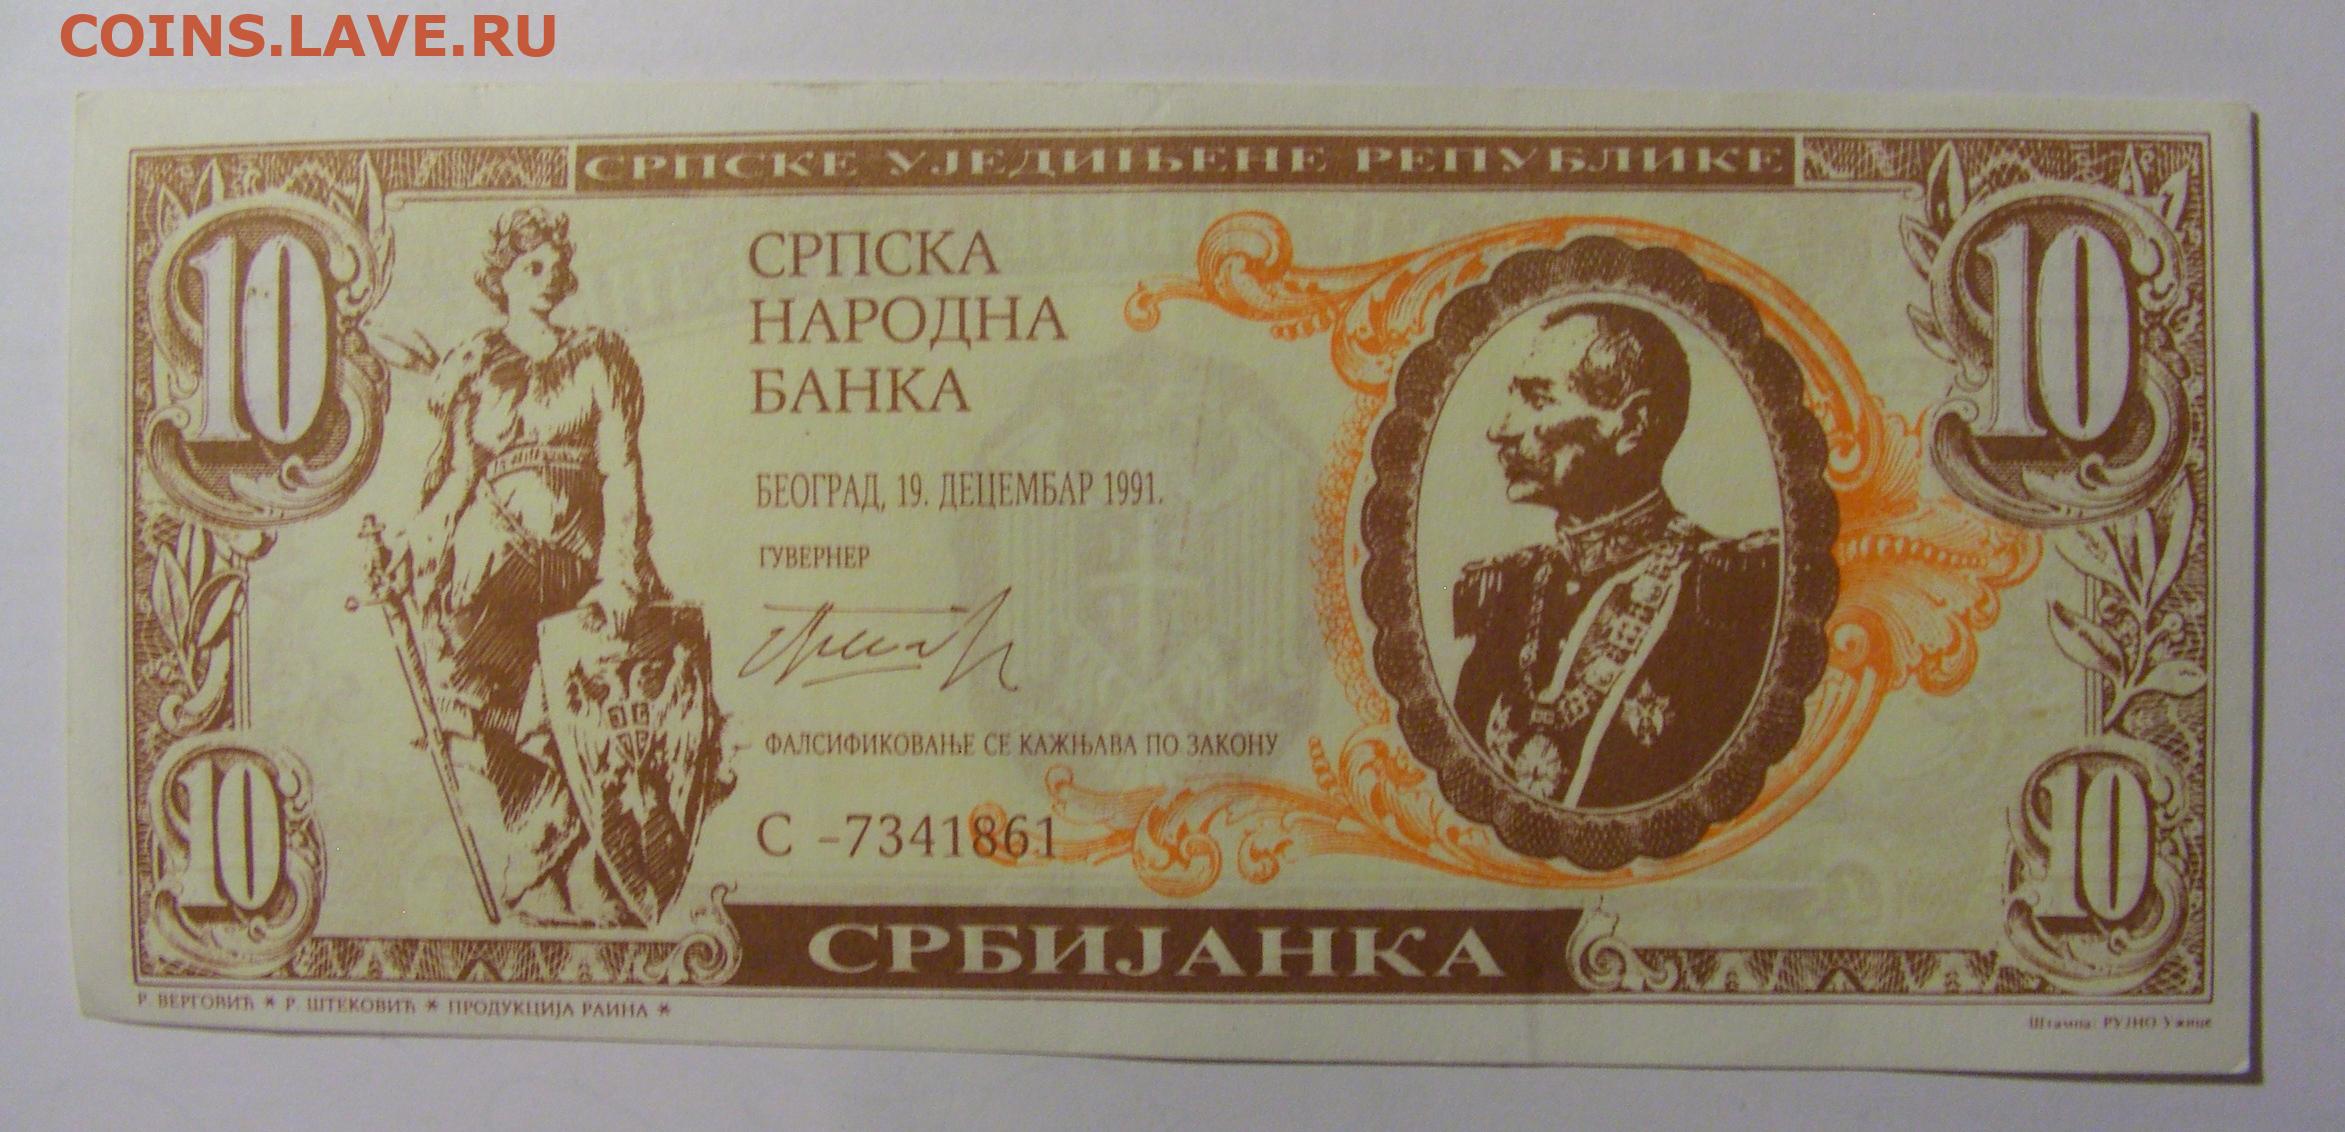 COINS.LAVE.RU
СРПСКЕ УЈЕДИЊЕНЕ РЕПУБЛИКЕ
10
10
СРПСКА
НАРОДНА
БАНКА
БЕОГРАД, 19. ДЕЦЕМБАР 1991.
ГУВЕРНЕР
ФАЛСИФИКОВАЊЕ СЕ КАЖЊАВА ПО ЗАКОНУ
С -7341861
10
10
СРБИЈАНКА
Р. ВЕРГОВИЋ * Р. ШТЕКОВИЋ * ПРОДУКЦИЈА РАИНА *
Штампа: РУЈНО Ужице